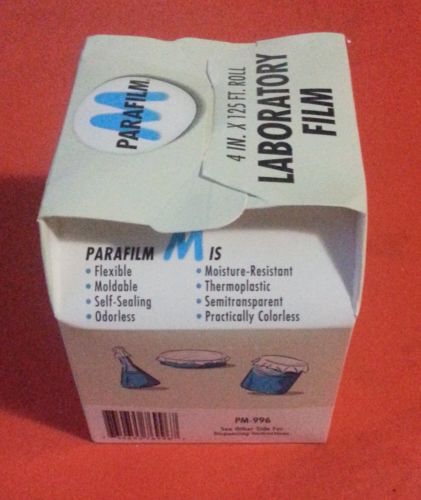 PARAFILM
M
4 IN. X 125 FT. ROLL
LABORATORY
FILM
PARAFILM M IS
• Flexible
• Moldable
• Self-Sealing
• Odorless
• Moisture-Resistant
• Thermoplastic
• Semitransparent
• Practically Colorless
PM-996
See Other Side For
Dispensing Instructions